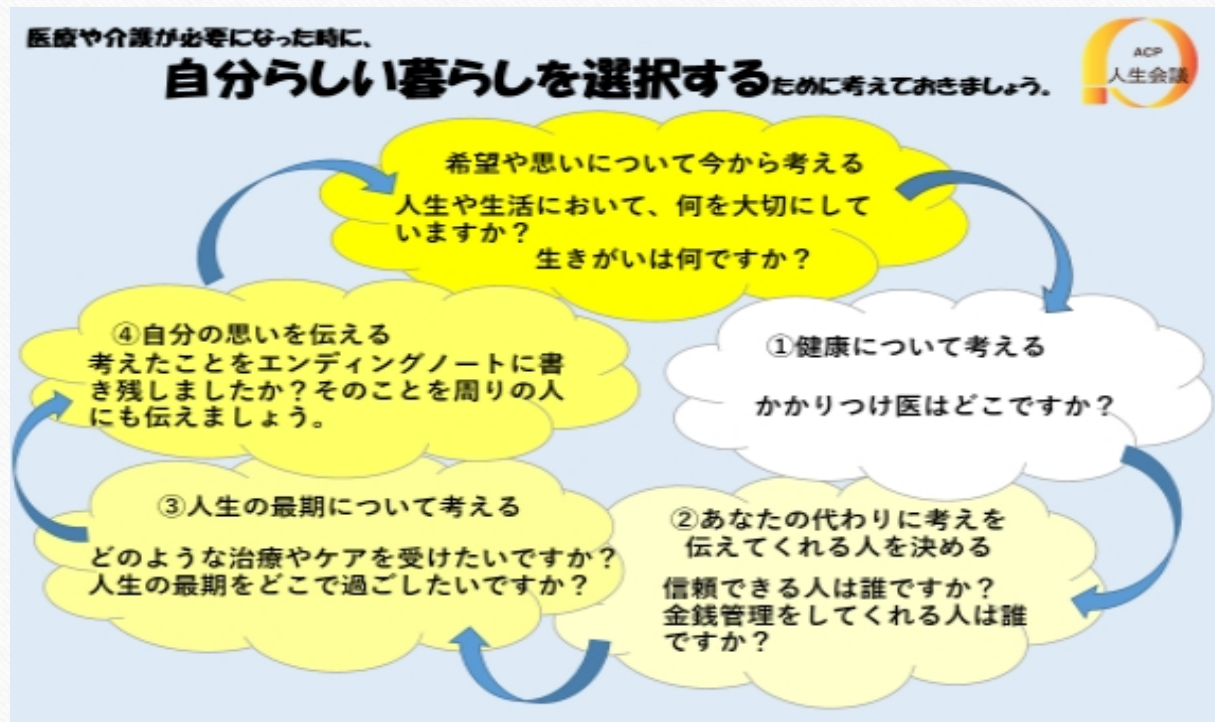 医療や介護が必要になった時に、
自分らしい暮らしを選択するために考えておきましょう。
ACP
人生会議
希望や思いについて今から考える
人生や生活において、何を大切にして
いますか？
生きがいは何ですか？
①健康について考える
かかりつけ医はどこですか？
②あなたの代わりに考えを
伝えてくれる人を決める
信頼できる人は誰ですか？
金銭管理をしてくれる人は誰
ですか？
③人生の最期について考える
どのような治療やケアを受けたいですか？
人生の最期をどこで過ごしたいですか？
④自分の思いを伝える
考えたことをエンディングノートに書
き残しましたか？そのことを周りの人
にも伝えましょう。